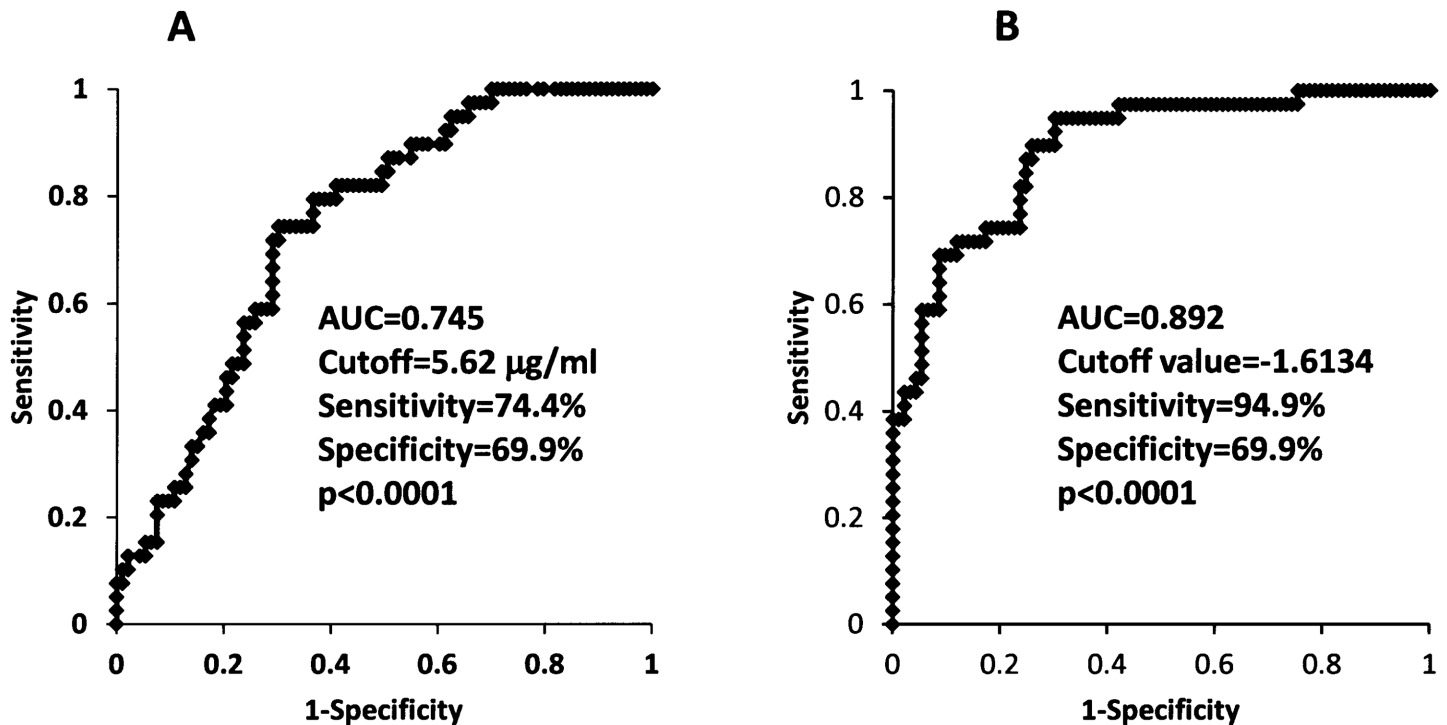 A
Sensitivity
1
0.8
0.6
0.4
0.2
0
AUC=0.745
Cutoff=5.62 µg/ml
Sensitivity=74.4%
Specificity=69.9%
p<0.0001
0 0.2 0.4 0.6 0.8 1
1-Specificity
B
Sensitivity
1
0.8
0.6
0.4
0.2
0
AUC=0.892
Cutoff value=-1.6134
Sensitivity=94.9%
Specificity=69.9%
p<0.0001
0 0.2 0.4 0.6 0.8 1
1-Specificity